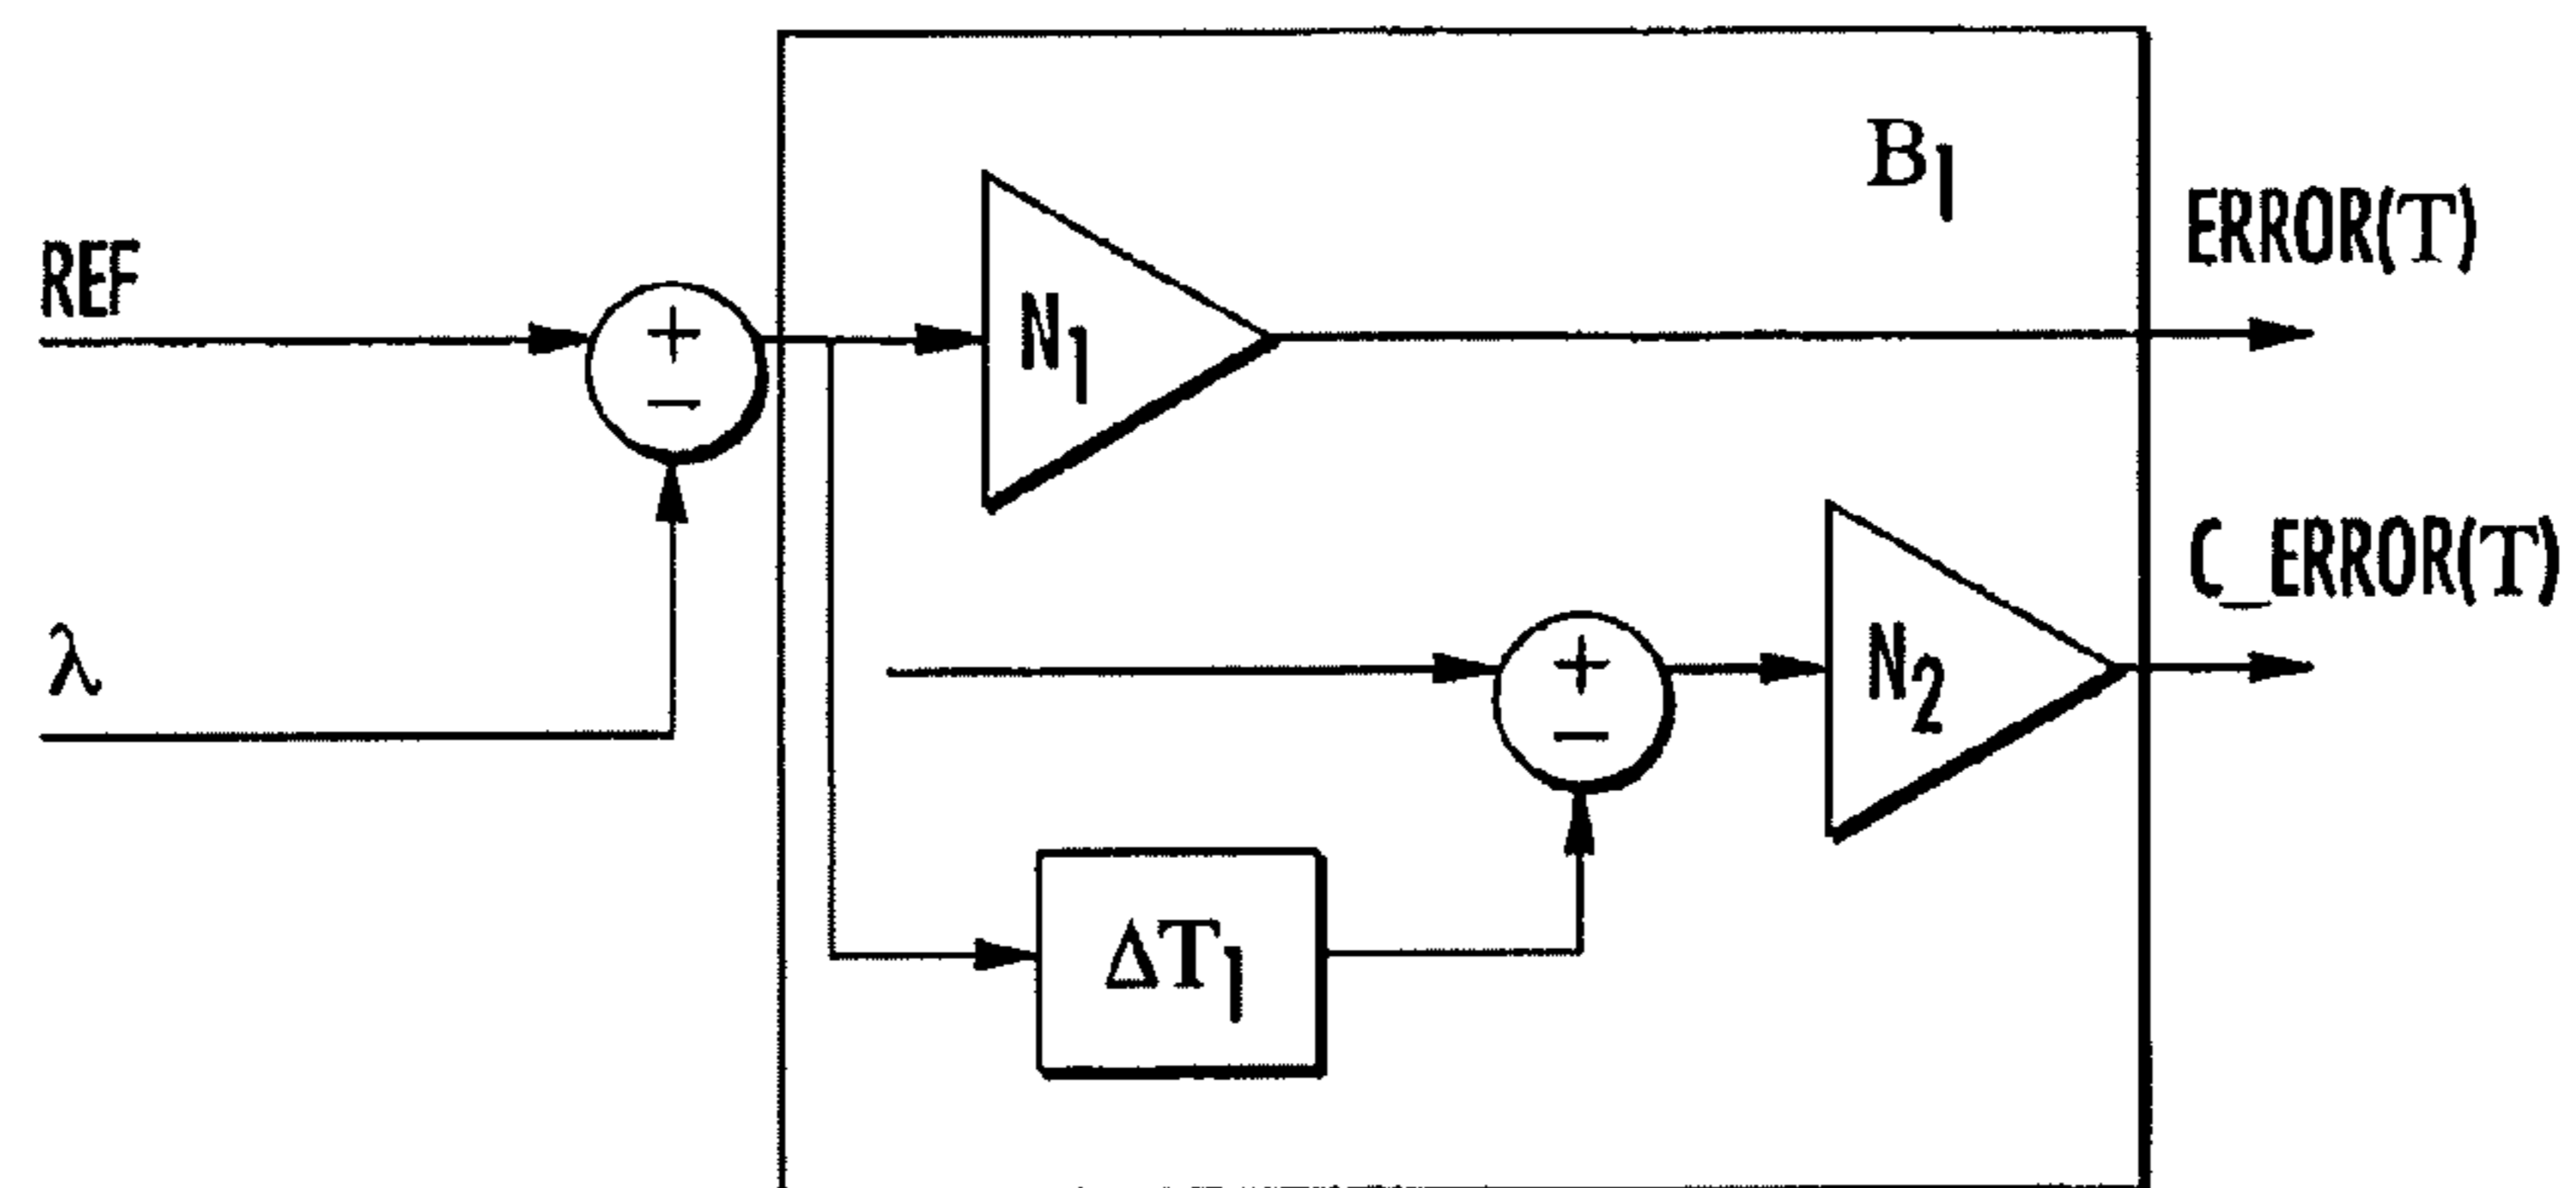 B1
ERROR(T)
REF
+
−
N1
C_ERROR(T)
λ
+
−
N2
ΔT1